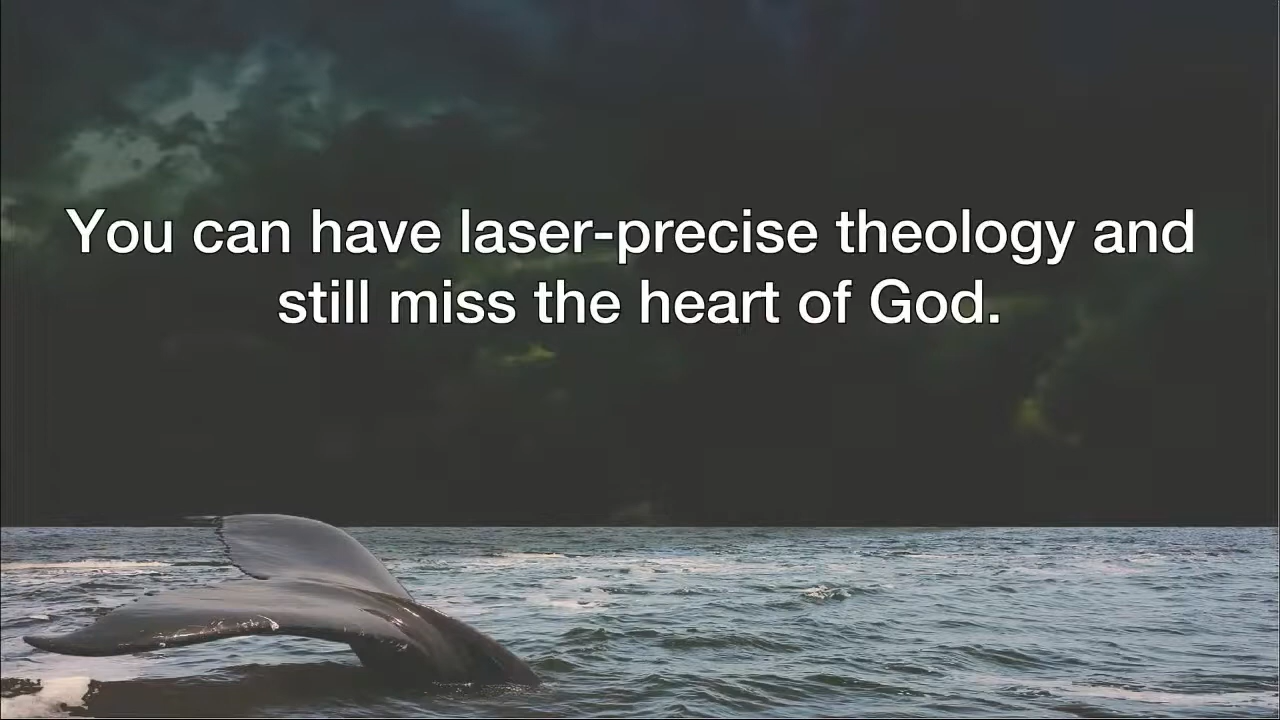 You can have laser-precise theology and
still miss the heart of God.